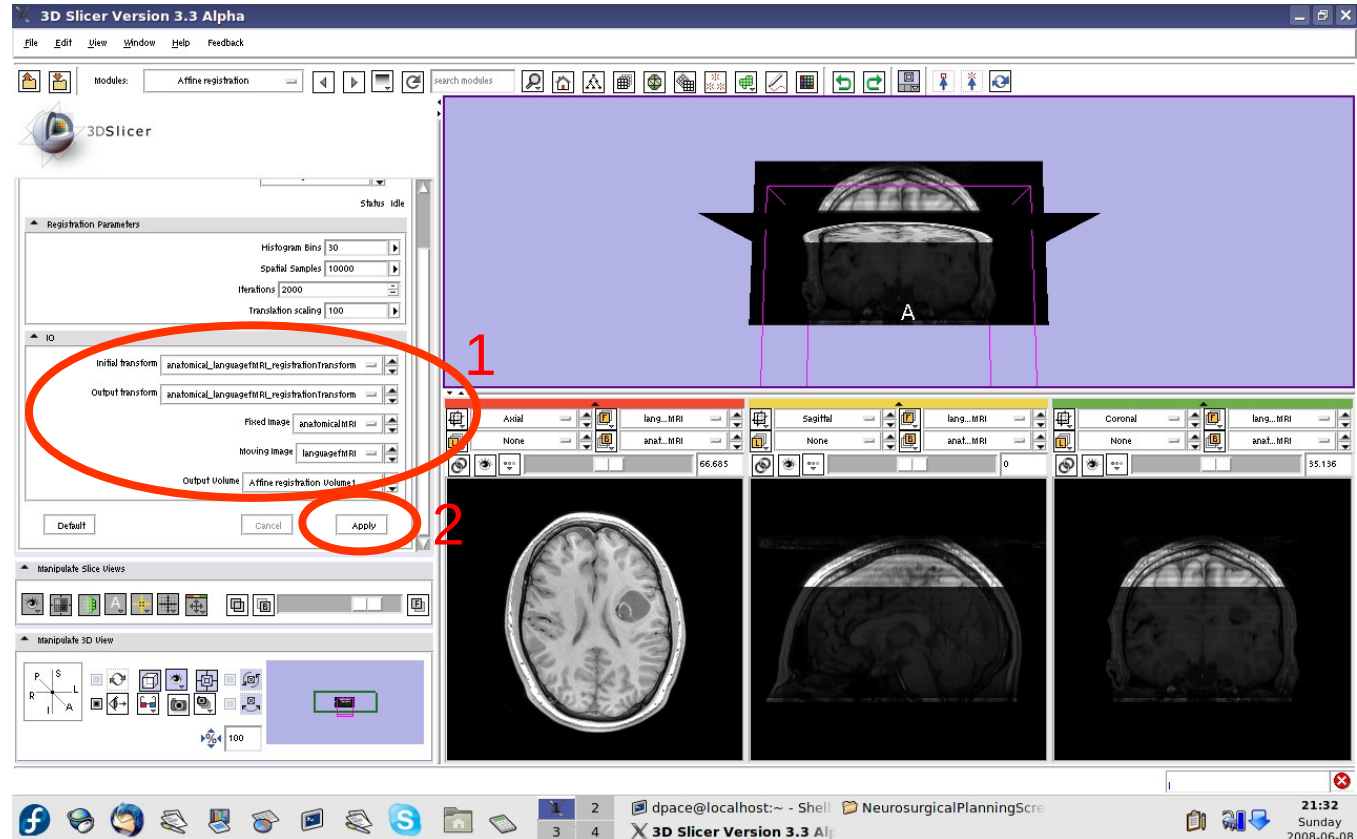 3D Slicer Version 3.3 Alpha
File Edit View Window Help Feedback
Modules: Affine registration search modules
3DSlicer
Status Idle
Registration Parameters
Histogram Bins 30
Spatial Samples 10000
Iterations 2000
Translation scaling 100
IO
Initial transform anatomical_languagefMRI_registrationTransform
Output transform anatomical_languagefMRI_registrationTransform
Fixed Image anatomicalMRI
Moving Image languagefMRI
Output Volume Affine registration Volume1
Default Cancel Apply
1
2
Manipulate Slice Views
Manipulate 3D View
P S
R L
I A
% 100
A
Axial lang...MRI
None anat...MRI
66.685
Sagittal lang...MRI
None anat...MRI
0
Coronal lang...MRI
None anat...MRI
35.136
1 2
3 4
dpace@localhost:~ - Shell
NeurosurgicalPlanningScre
3D Slicer Version 3.3 Alp
21:32
Sunday
2008-06-08